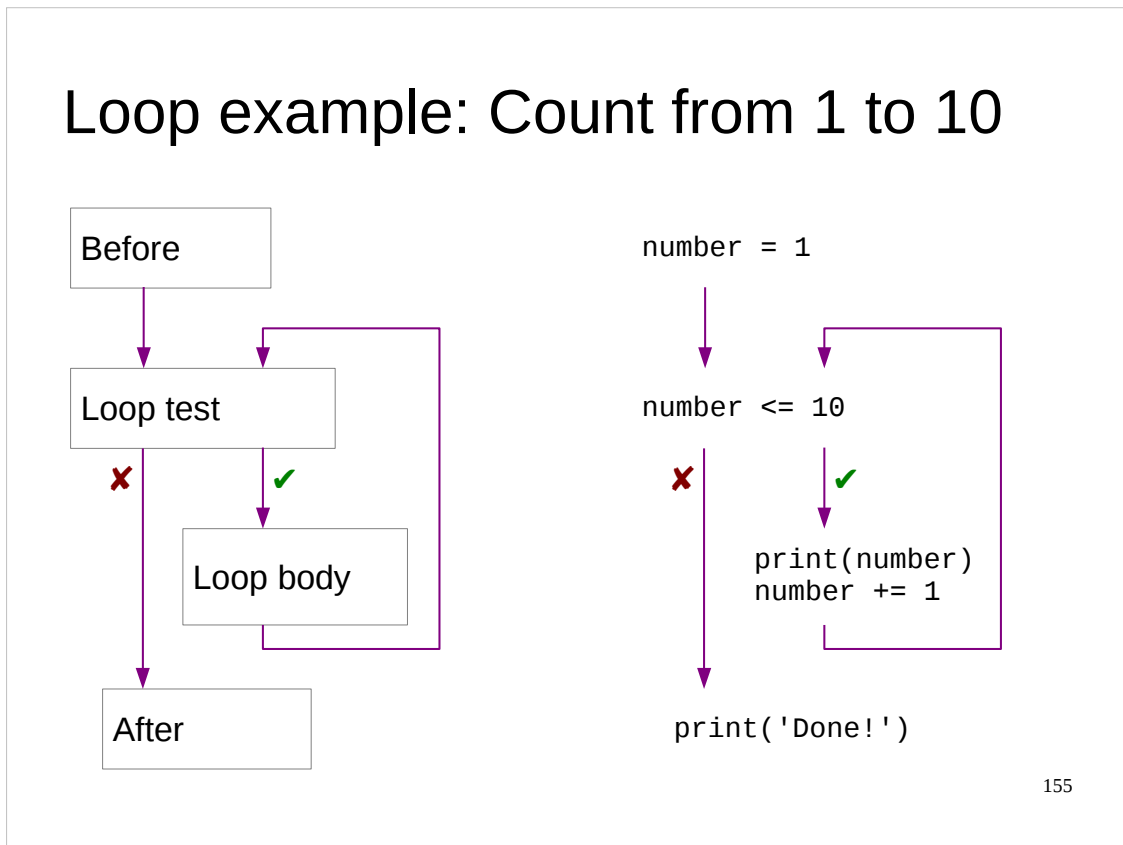 Loop example: Count from 1 to 10
Before
Loop test
✘
✔
Loop body
After
number = 1
number <= 10
✘
✔
print(number)
number += 1
print('Done!')
155